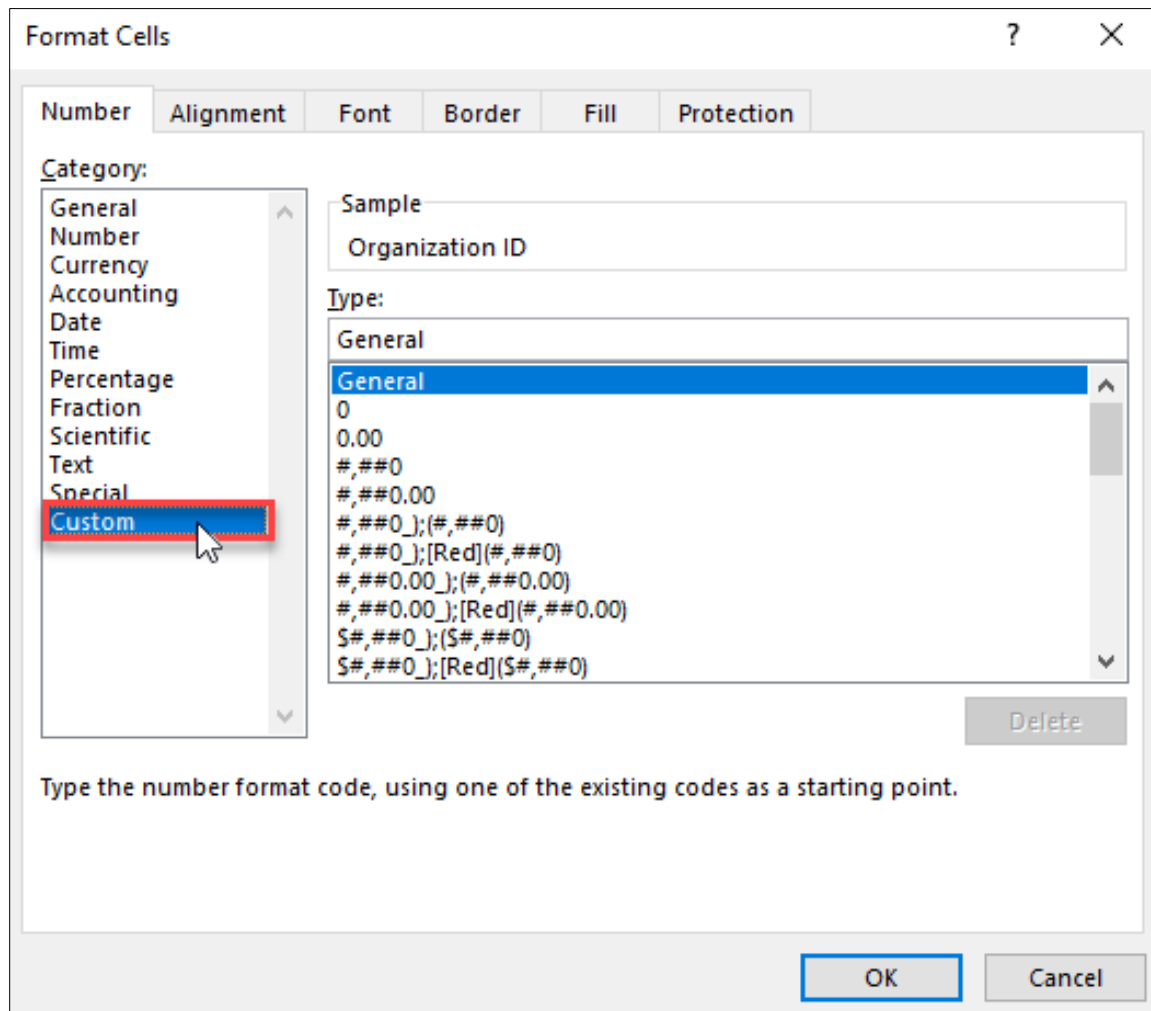 Format Cells ?
Number Alignment Font Border Fill Protection
Category:
General
Number
Currency
Accounting
Date
Time
Percentage
Fraction
Scientific
Text
Special
Custom
Sample
Organization ID
Type:
General
General
0
0.00
#,##0
#,##0.00
#,##0_);(#,##0)
#,##0_);[Red](#,##0)
#,##0.00_);(#,##0.00)
#,##0.00_);[Red](#,##0.00)
$#,##0_);($#,##0)
$#,##0_);[Red]($#,##0)
Delete
Type the number format code, using one of the existing codes as a starting point.
OK Cancel